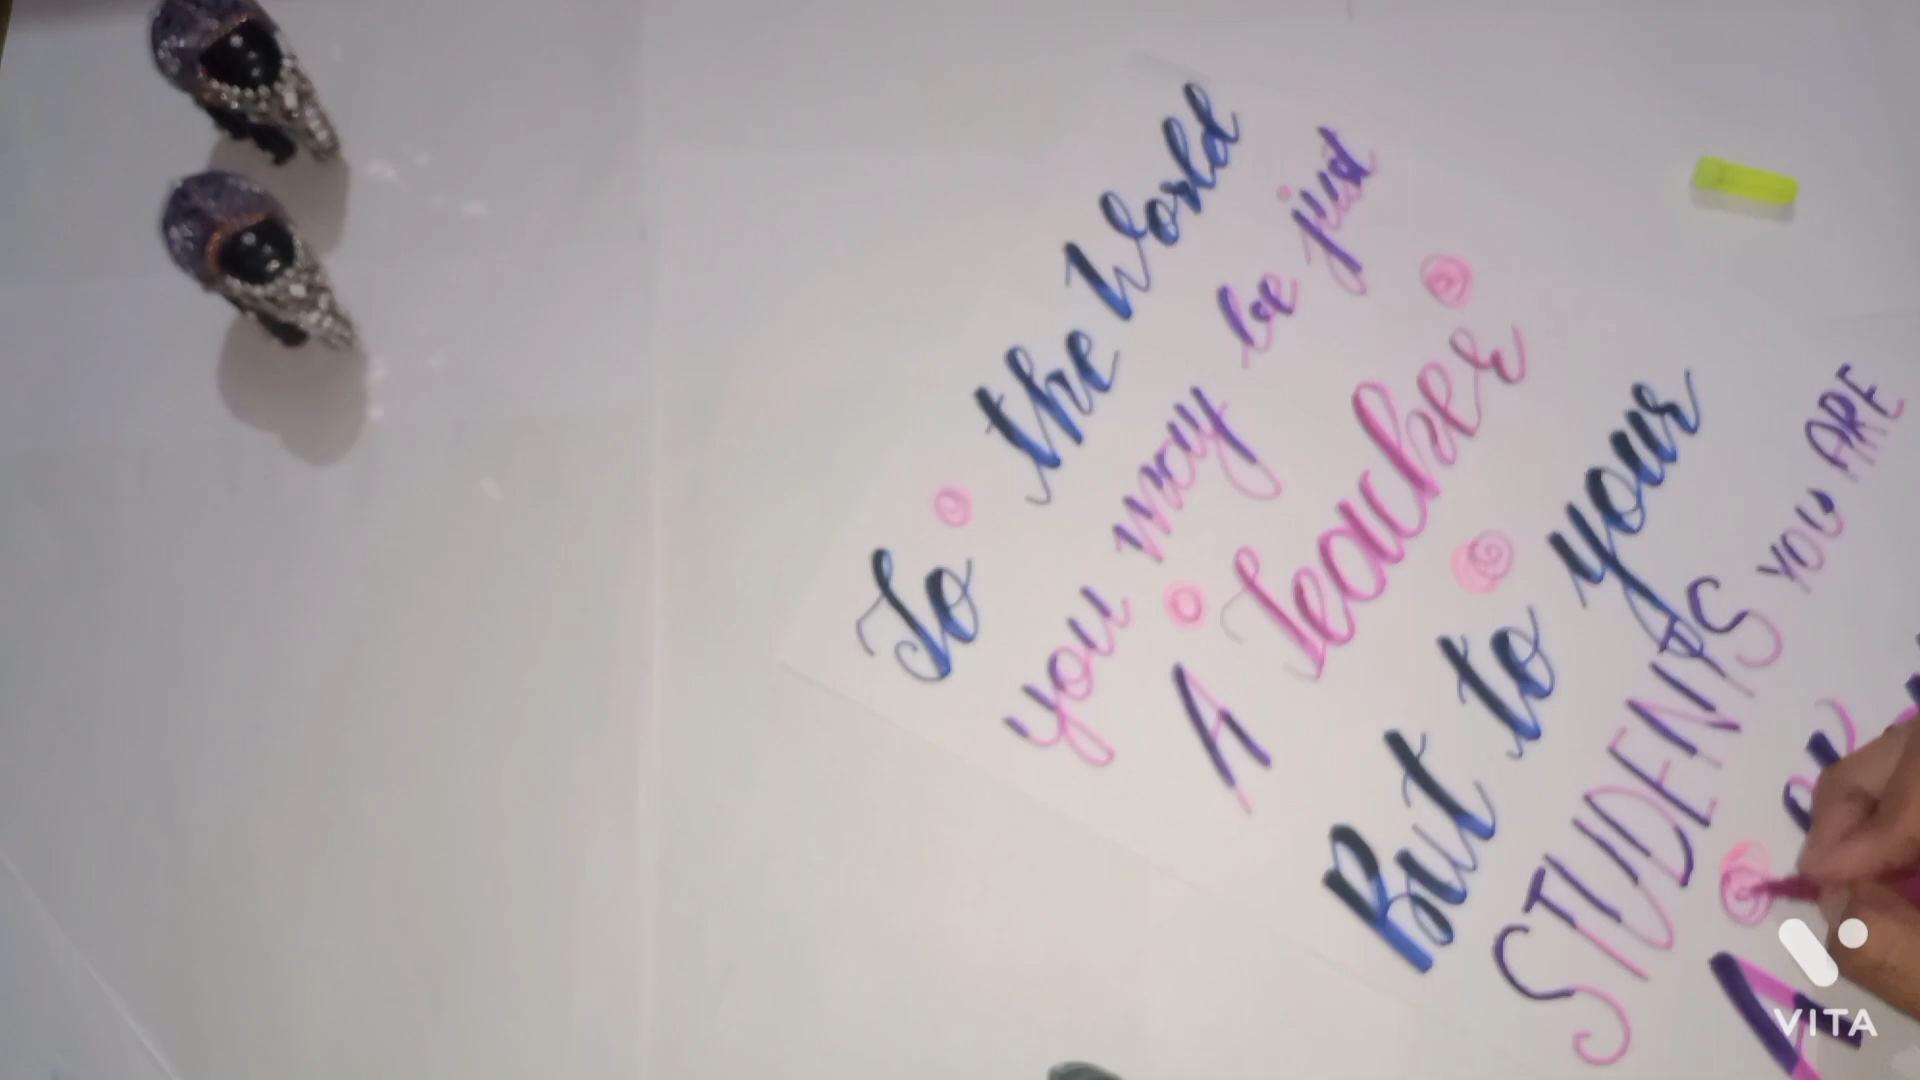 To the World
you may be just
A Teacher
But to your
STUDENTS YOU ARE
A
VITA